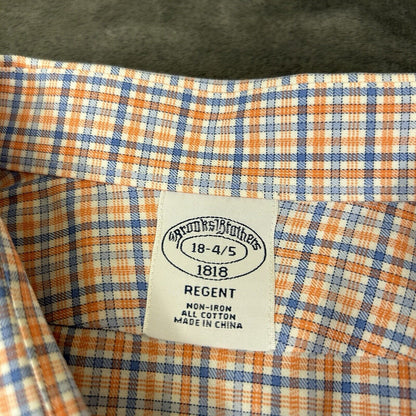 Brooks Brothers
18-4/5
1818
REGENT
NON-IRON
ALL COTTON
MADE IN CHINA